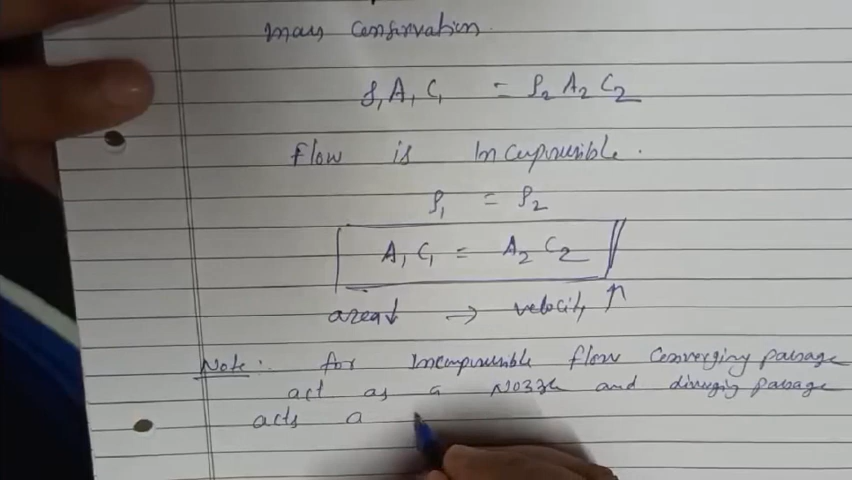 mass conservation.
ρ₁A₁C₁ = ρ₂A₂C₂
flow is Incompressible.
ρ₁ = ρ₂
A₁C₁ = A₂C₂
area↓ → velocity↑
Note: for Incompressible flow Converging passage
act as a Nozzle and diverging passage
acts a